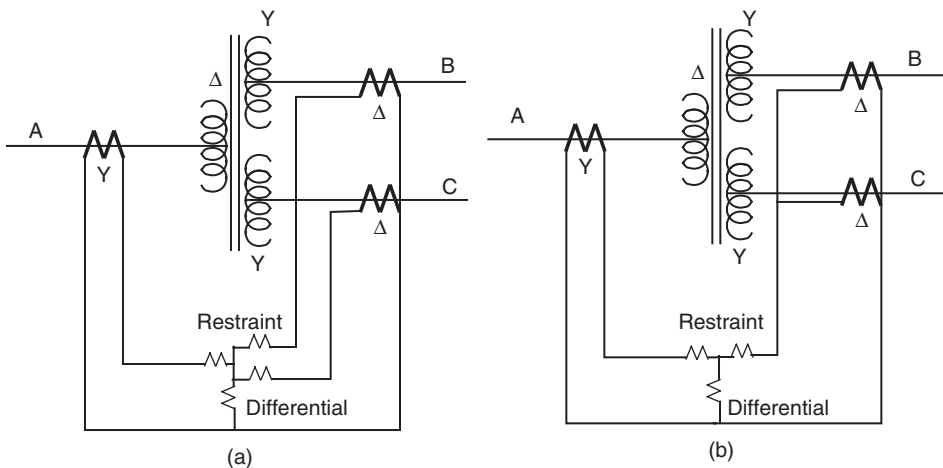 Y
Δ
B
Δ
A
Y
C
Δ
Y
Restraint
Differential
(a)
Y
Δ
B
Δ
A
Y
C
Δ
Y
Restraint
Differential
(b)